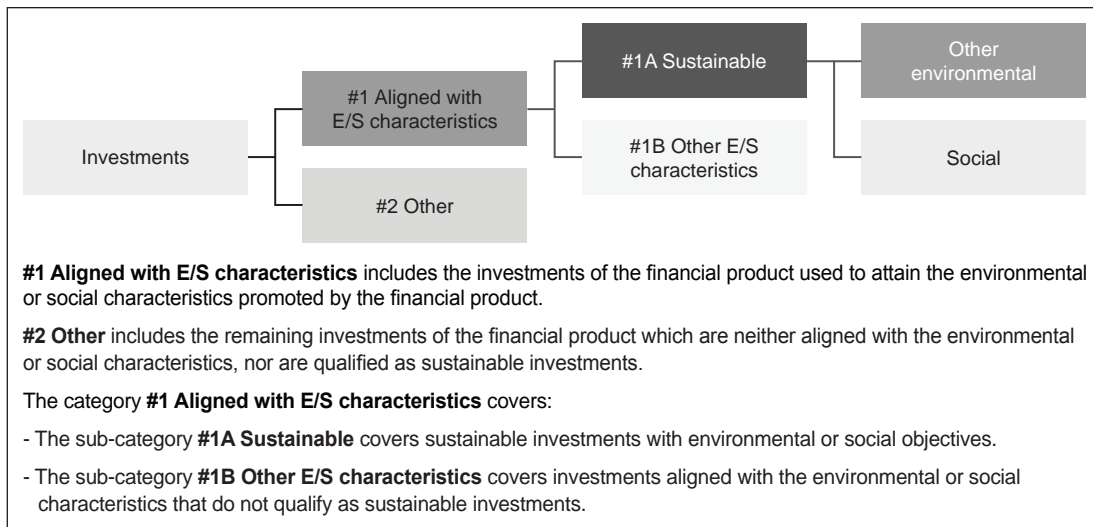 Investments
#1 Aligned with
E/S characteristics
#2 Other
#1A Sustainable
#1B Other E/S
characteristics
Other
environmental
Social
#1 Aligned with E/S characteristics includes the investments of the financial product used to attain the environmental
or social characteristics promoted by the financial product.
#2 Other includes the remaining investments of the financial product which are neither aligned with the environmental
or social characteristics, nor are qualified as sustainable investments.
The category #1 Aligned with E/S characteristics covers:
- The sub-category #1A Sustainable covers sustainable investments with environmental or social objectives.
- The sub-category #1B Other E/S characteristics covers investments aligned with the environmental or social
characteristics that do not qualify as sustainable investments.